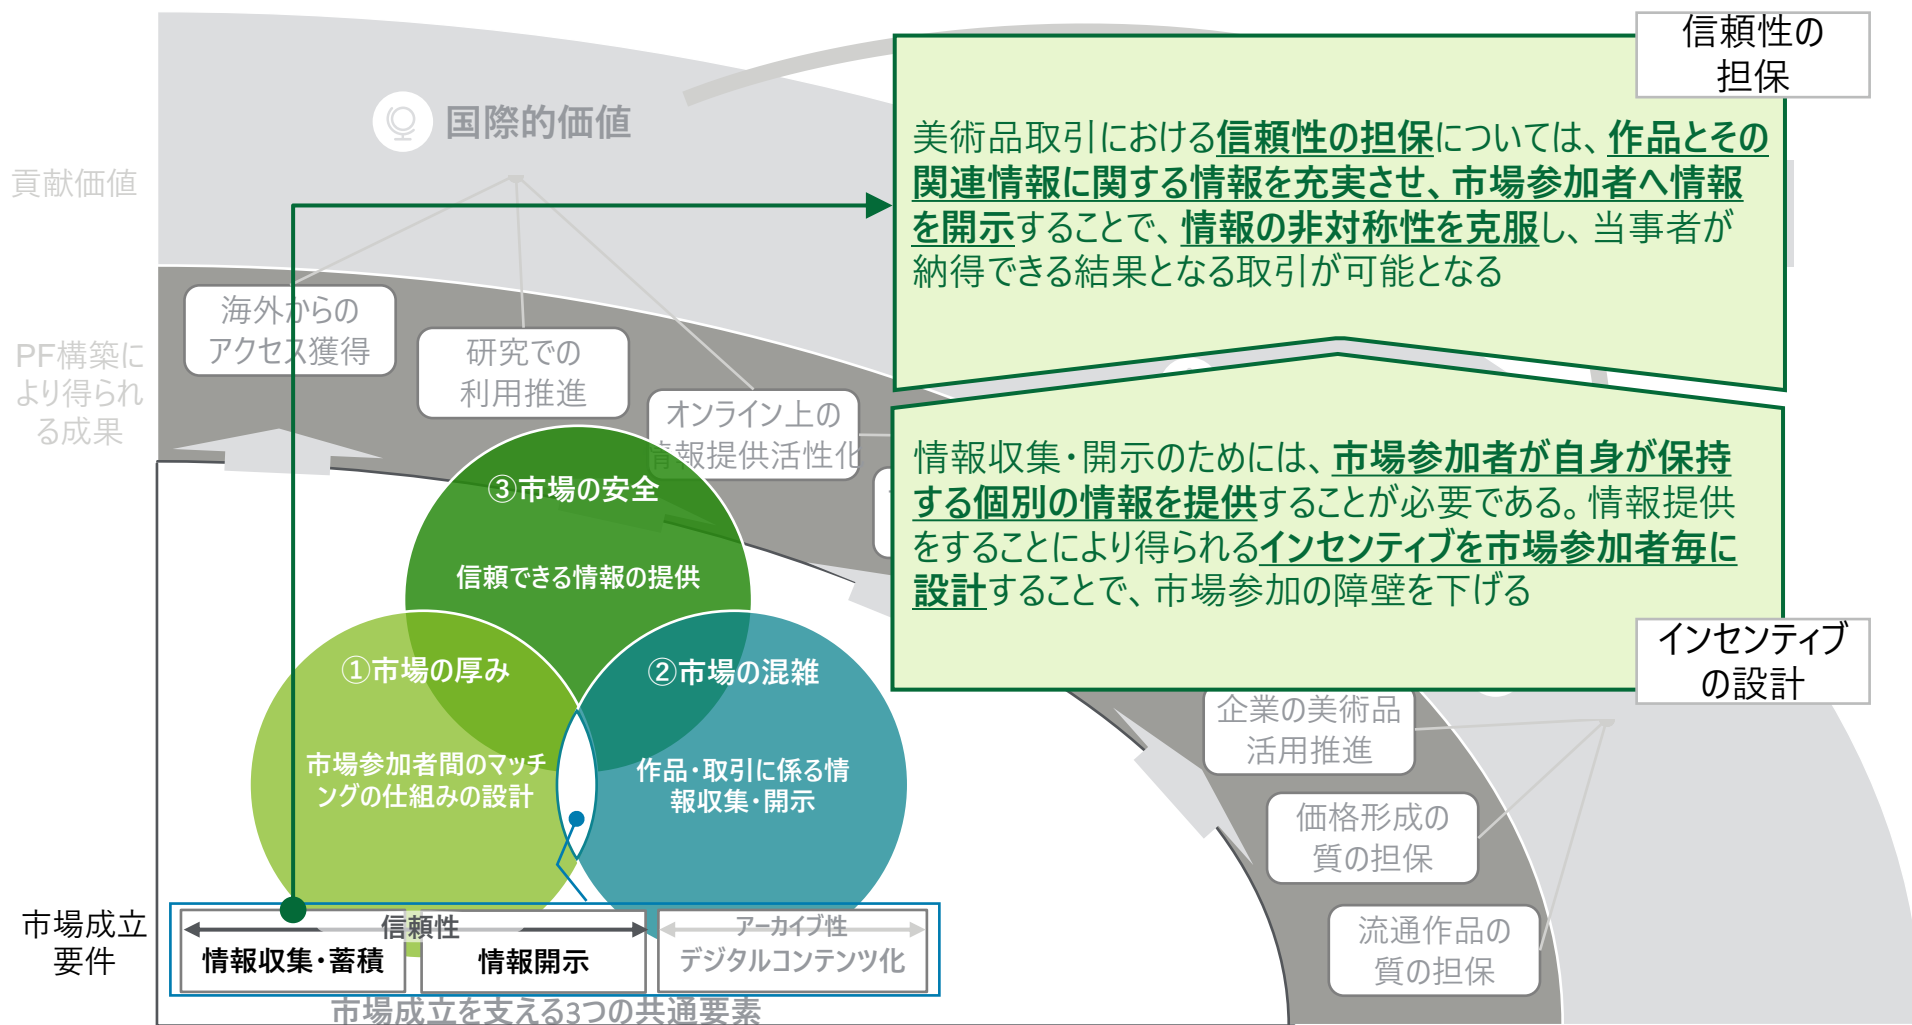 信頼性の
担保
国際的価値
美術品取引における信頼性の担保については、作品とその
関連情報に関する情報を充実させ、市場参加者へ情報
を開示することで、情報の非対称性を克服し、当事者が
納得できる結果となる取引が可能となる
貢献価値
海外からの
アクセス獲得
研究での
利用推進
オンライン上の
情報提供活性化
PF構築に
より得られ
る成果
情報収集・開示のためには、市場参加者が自身が保持
する個別の情報を提供することが必要である。情報提供
をすることにより得られるインセンティブを市場参加者毎に
設計することで、市場参加の障壁を下げる
インセンティブ
の設計
③市場の安全
信頼できる情報の提供
①市場の厚み
市場参加者間のマッチ
ングの仕組みの設計
②市場の混雑
作品・取引に係る情
報収集・開示
企業の美術品
活用推進
価格形成の
質の担保
流通作品の
質の担保
市場成立
要件
信頼性
情報収集・蓄積
情報開示
アーカイブ性
デジタルコンテンツ化
市場成立を支える3つの共通要素